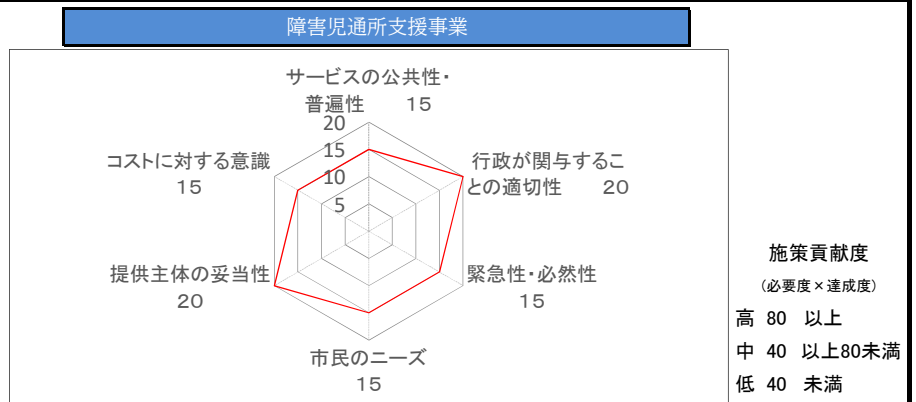 障害児通所支援事業
サービスの公共性・
普遍性　15
20
15
10
5
行政が関与するこ
との適切性　20
緊急性・必然性
15
市民のニーズ
15
提供主体の妥当性
20
コストに対する意識
15
施策貢献度
（必要度×達成度）
高 80 以上
中 40 以上80未満
低 40 未満